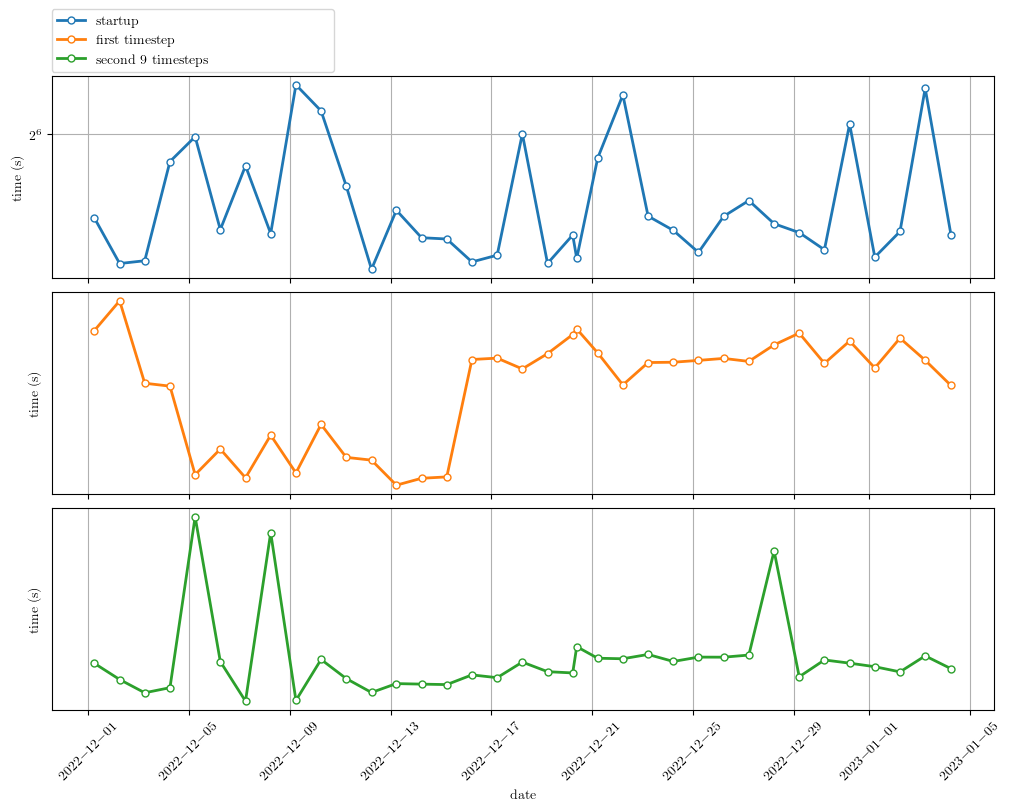 startup
first timestep
second 9 timesteps
2^6
time (s)
time (s)
time (s)
2022−12−01
2022−12−05
2022−12−09
2022−12−13
2022−12−17
2022−12−21
2022−12−25
2022−12−29
2023−01−01
2023−01−05
date